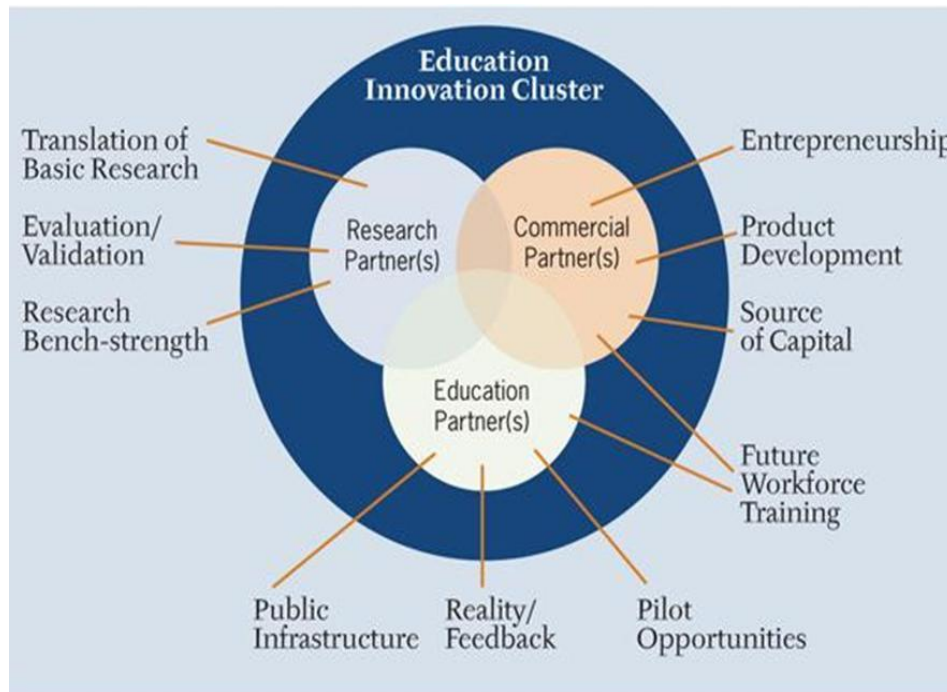 Education
Innovation Cluster
Translation of
Basic Research
Evaluation/
Validation
Research
Bench-strength
Research
Partner(s)
Commercial
Partner(s)
Education
Partner(s)
Entrepreneurship
Product
Development
Source
of Capital
Future
Workforce
Training
Public
Infrastructure
Reality/
Feedback
Pilot
Opportunities